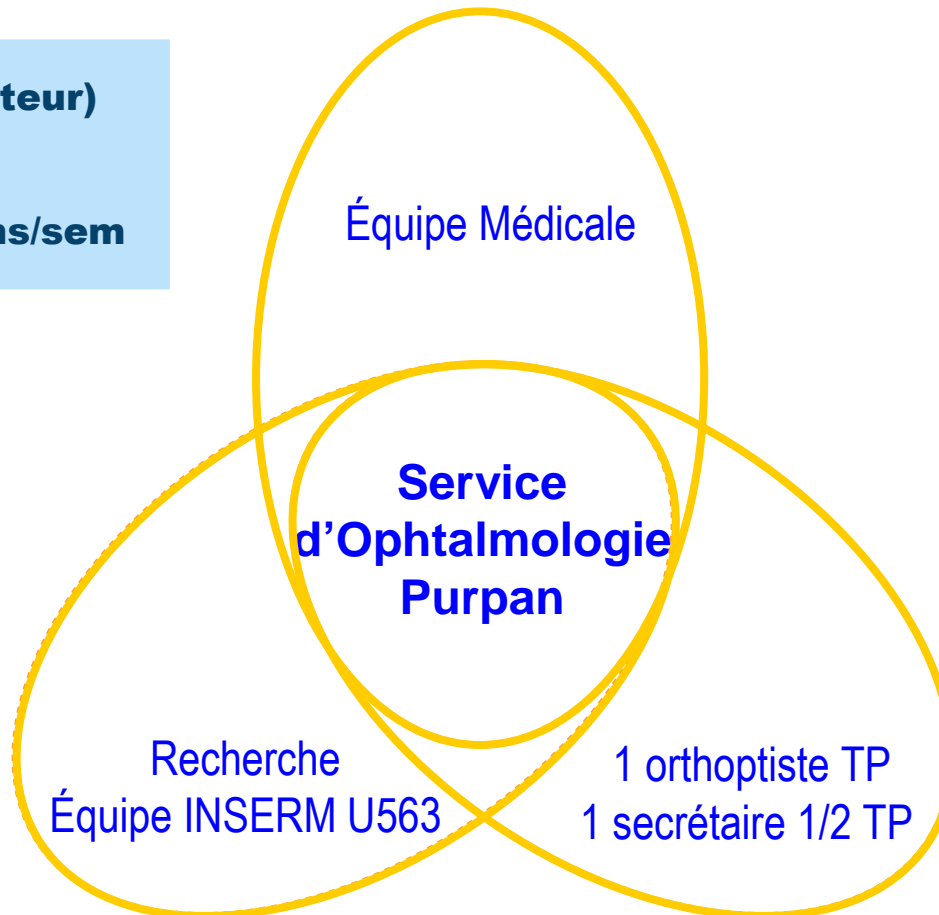 teur)
ns/sem
Équipe Médicale
Service
d’Ophtalmologie
Purpan
Recherche
Équipe INSERM U563
1 orthoptiste TP
1 secrétaire 1/2 TP